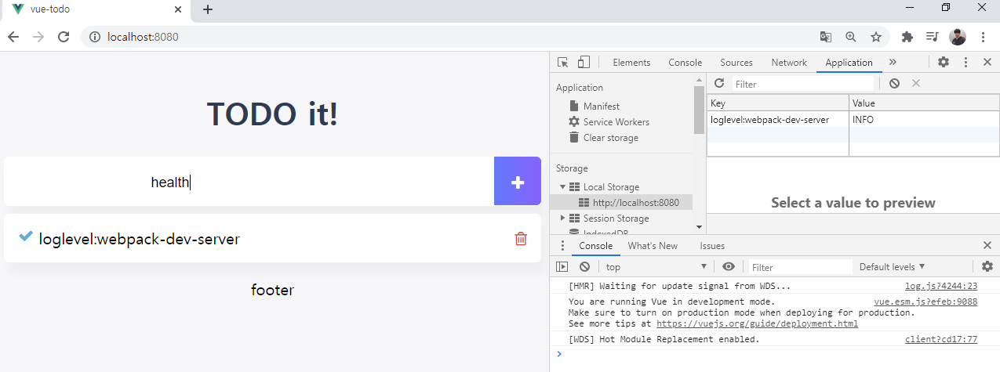 vue-todo
localhost:8080
TODO it!
health
loglevel:webpack-dev-server
footer
Elements Console Sources Network Application
Application
Manifest
Service Workers
Clear storage
Storage
Local Storage
http://localhost:8080
Session Storage
IndexedDB
Filter
Key Value
loglevel:webpack-dev-server INFO
Select a value to preview
Console What's New Issues
top Filter Default levels ▼
[HMR] Waiting for update signal from WDS... log.js?4244:23
You are running Vue in development mode. vue.esm.js?efeb:9088
Make sure to turn on production mode when deploying for production.
See more tips at https://vuejs.org/guide/deployment.html
[WDS] Hot Module Replacement enabled. client?cd17:77